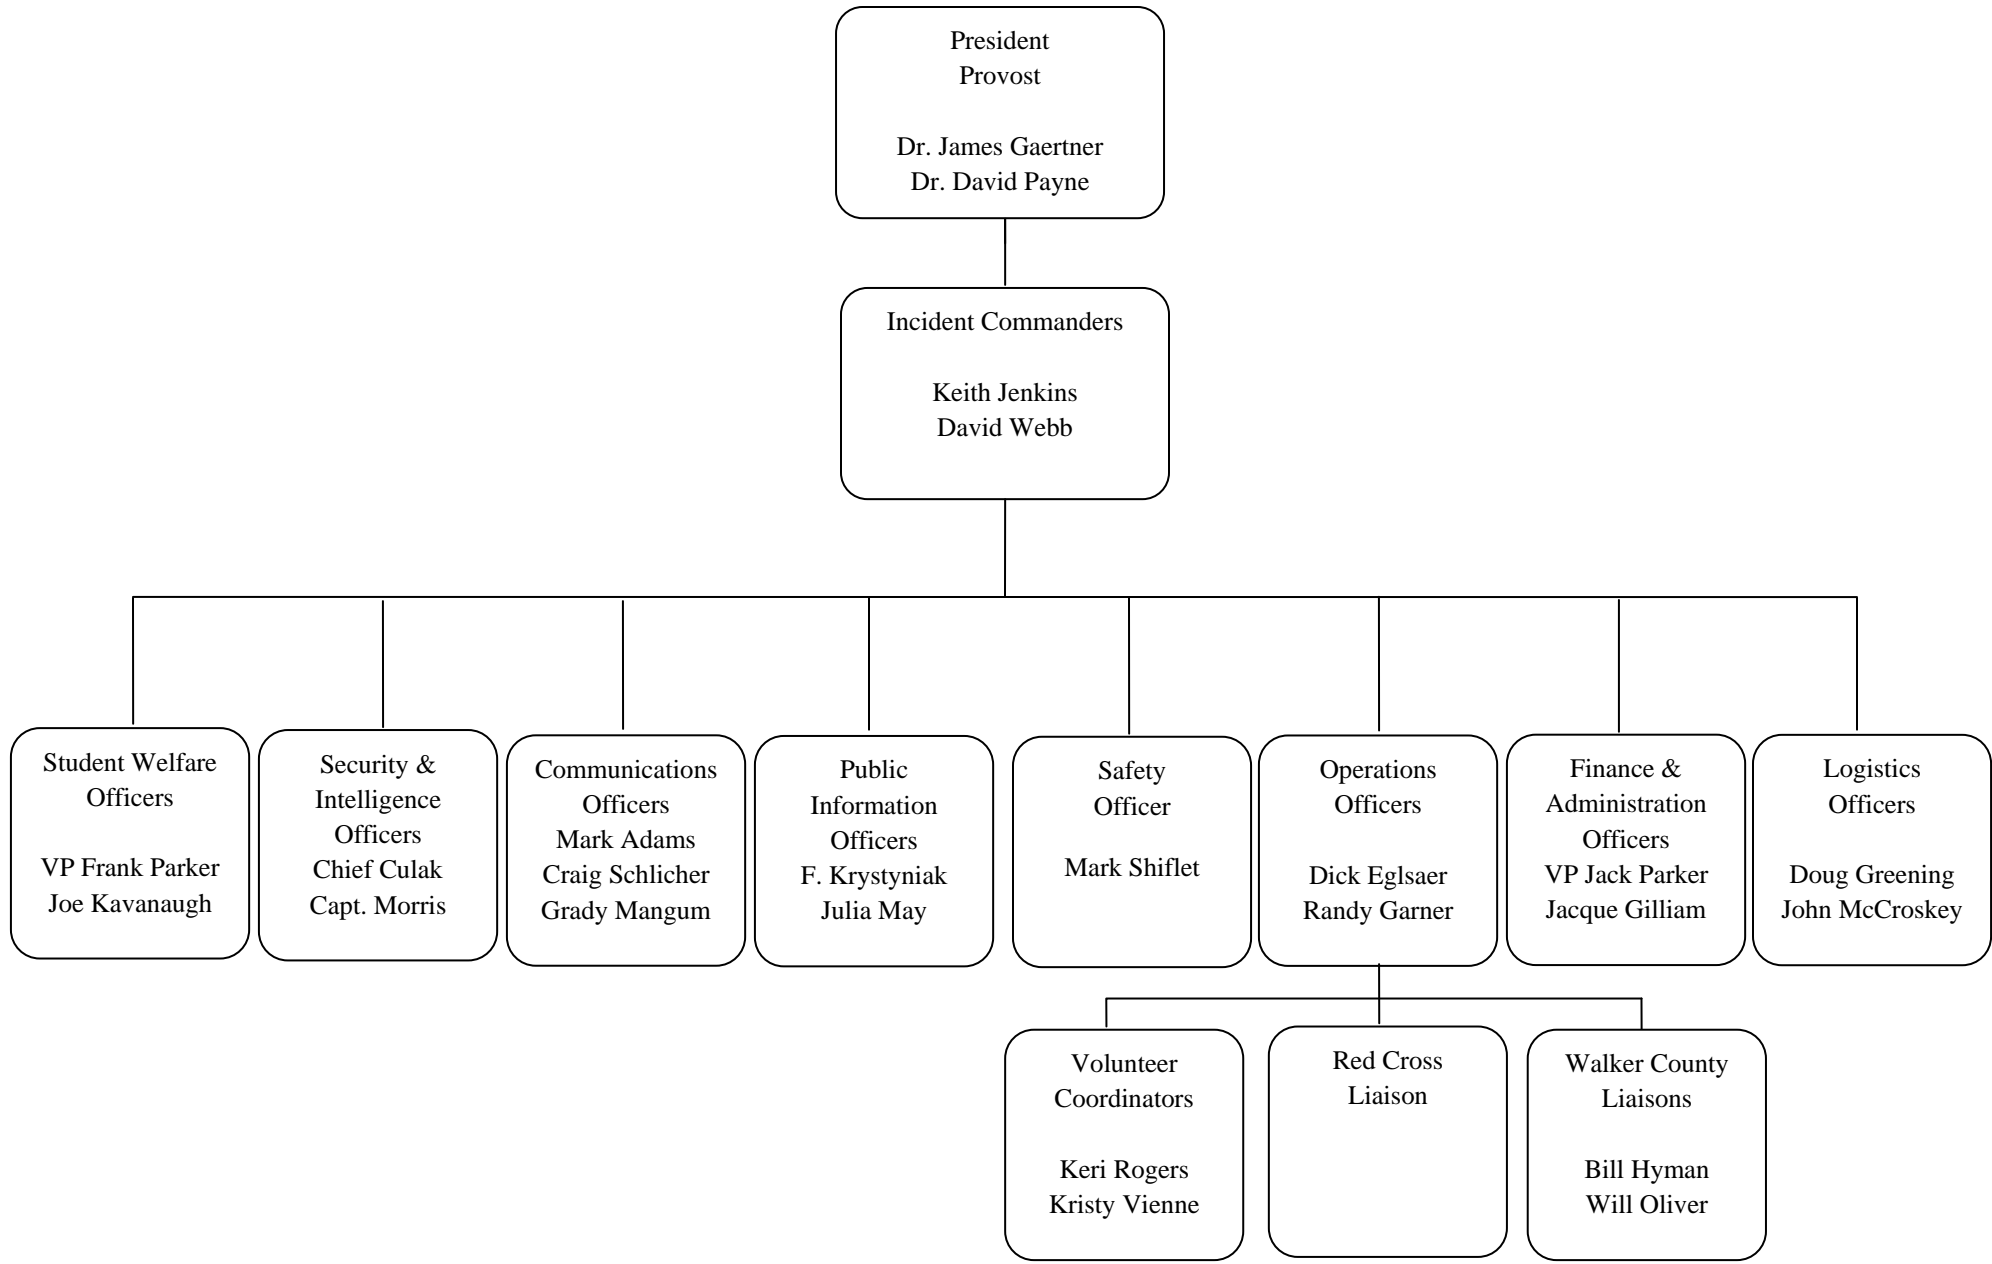 President
Provost
Dr. James Gaertner
Dr. David Payne
Incident Commanders
Keith Jenkins
David Webb
Student Welfare
Officers
VP Frank Parker
Joe Kavanaugh
Security &
Intelligence
Officers
Chief Culak
Capt. Morris
Communications
Officers
Mark Adams
Craig Schlicher
Grady Mangum
Public
Information
Officers
F. Krystyniak
Julia May
Safety
Officer
Mark Shiflet
Operations
Officers
Dick Eglsaer
Randy Garner
Finance &
Administration
Officers
VP Jack Parker
Jacque Gilliam
Logistics
Officers
Doug Greening
John McCroskey
Volunteer
Coordinators
Keri Rogers
Kristy Vienne
Red Cross
Liaison
Walker County
Liaisons
Bill Hyman
Will Oliver